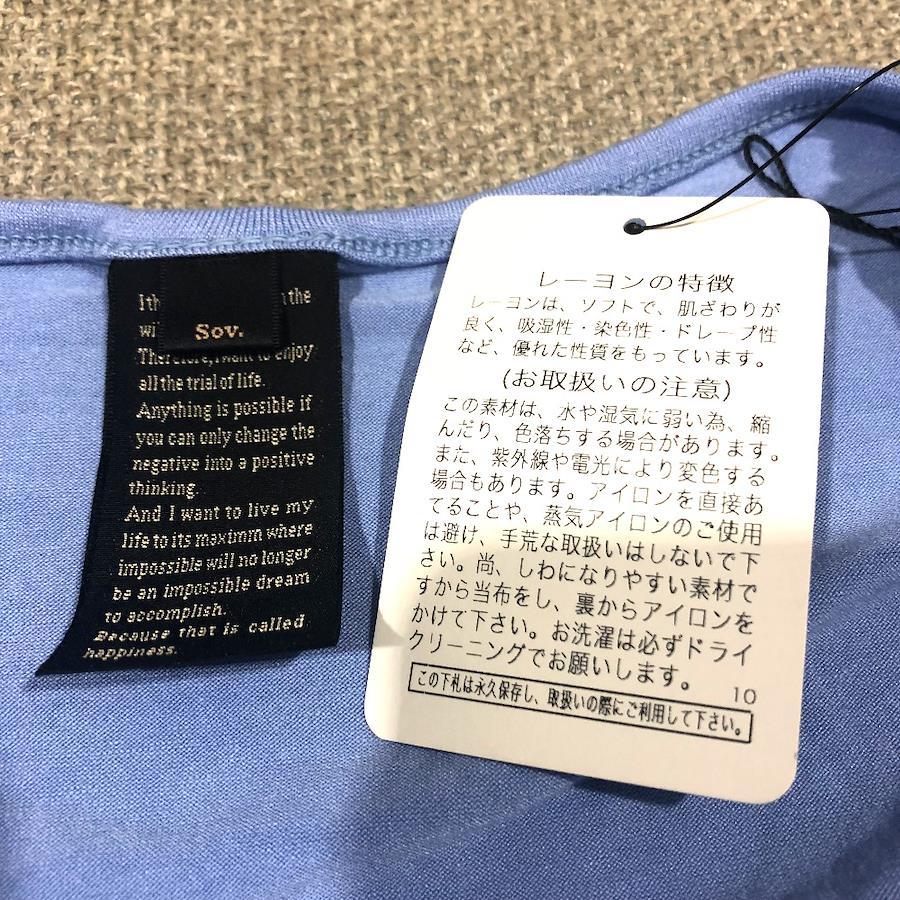 I th the
wi
Sov.
Therefore, I want to enjoy
all the trial of life.
Anything is possible if
you can only change the
negative into a positive
thinking.
And I want to live my
life to its maximm where
impossible will no longer
be an impossible dream
to accomplish.
Because that is called
happiness.
レーヨンの特徴
レーヨンは、ソフトで、肌ざわりが
良く、吸湿性・染色性・ドレープ性
など、優れた性質をもっています。
(お取扱いの注意)
この素材は、水や湿気に弱い為、縮
んだり、色落ちする場合があります。
また、紫外線や電光により変色する
場合もあります。アイロンを直接あ
てることや、蒸気アイロンのご使用
は避け、手荒な取扱いはしないで下
さい。尚、しわになりやすい素材で
すから当布をし、裏からアイロンを
かけて下さい。お洗濯は必ずドライ
クリーニングでお願いします。
10
この下札は永久保存し、取扱いの際にご利用して下さい。